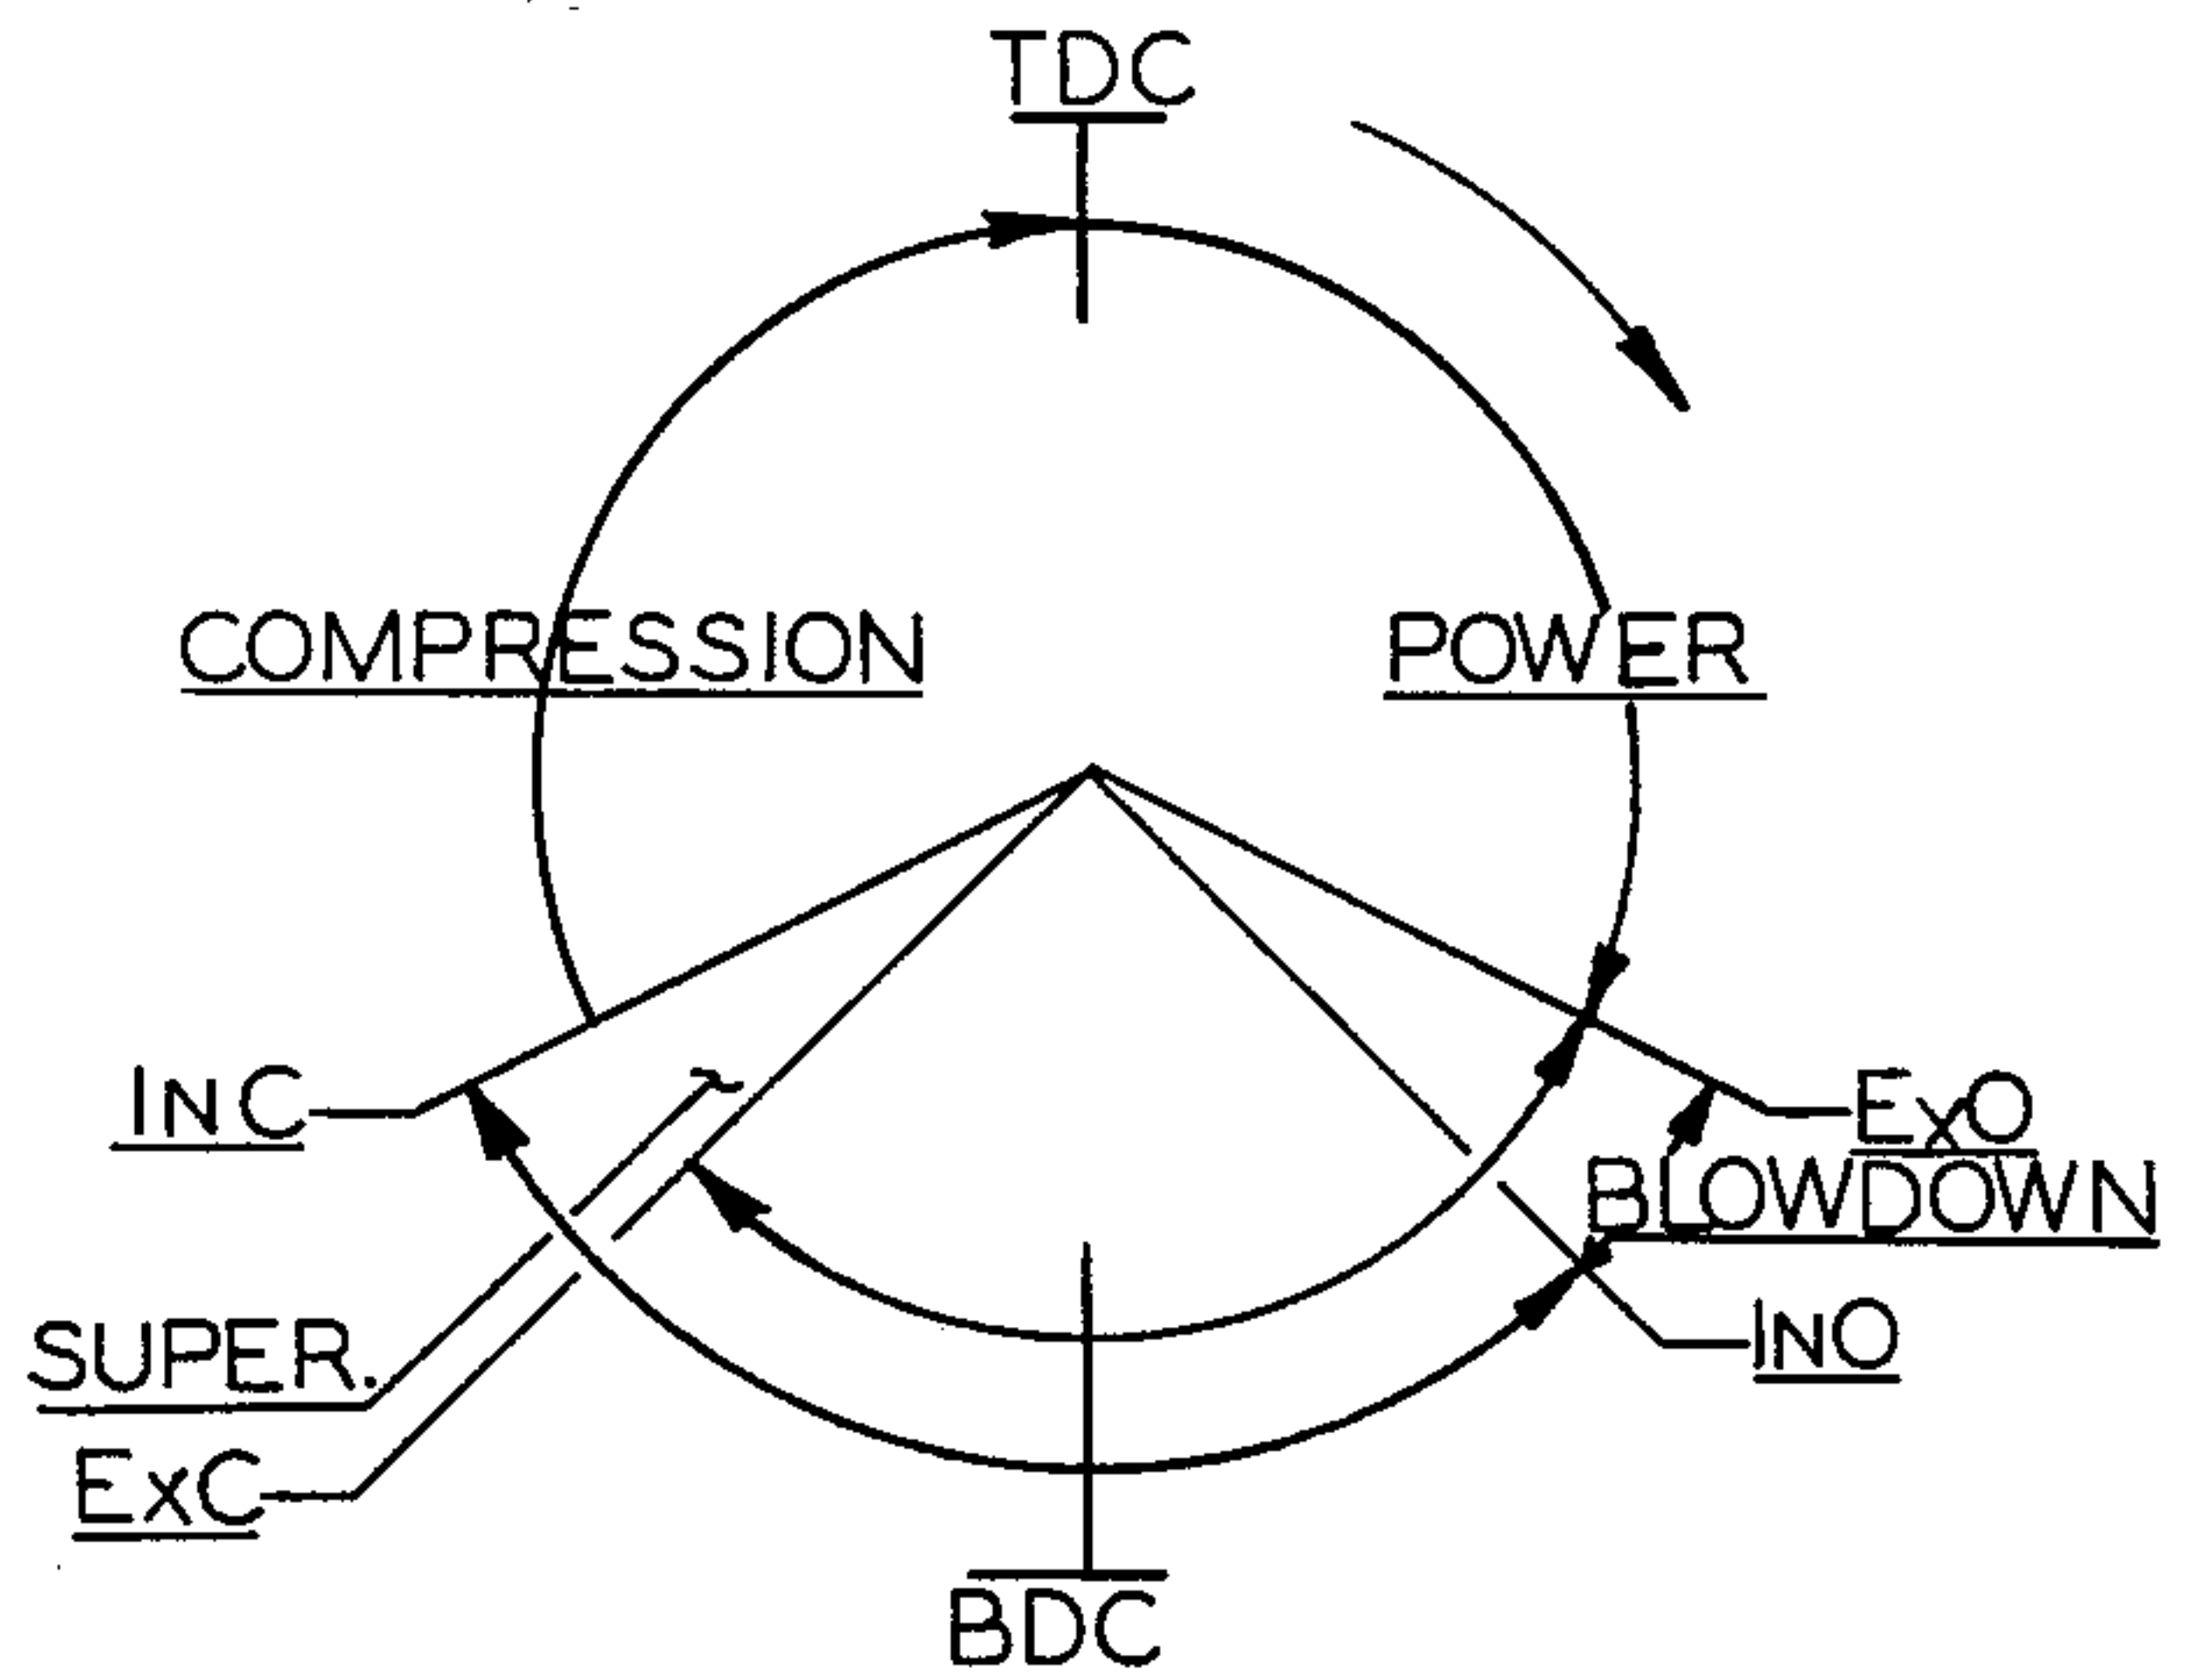 TDC
COMPRESSION
POWER
INC
EXO
BLOWDOWN
INO
SUPER.
EXC
BDC